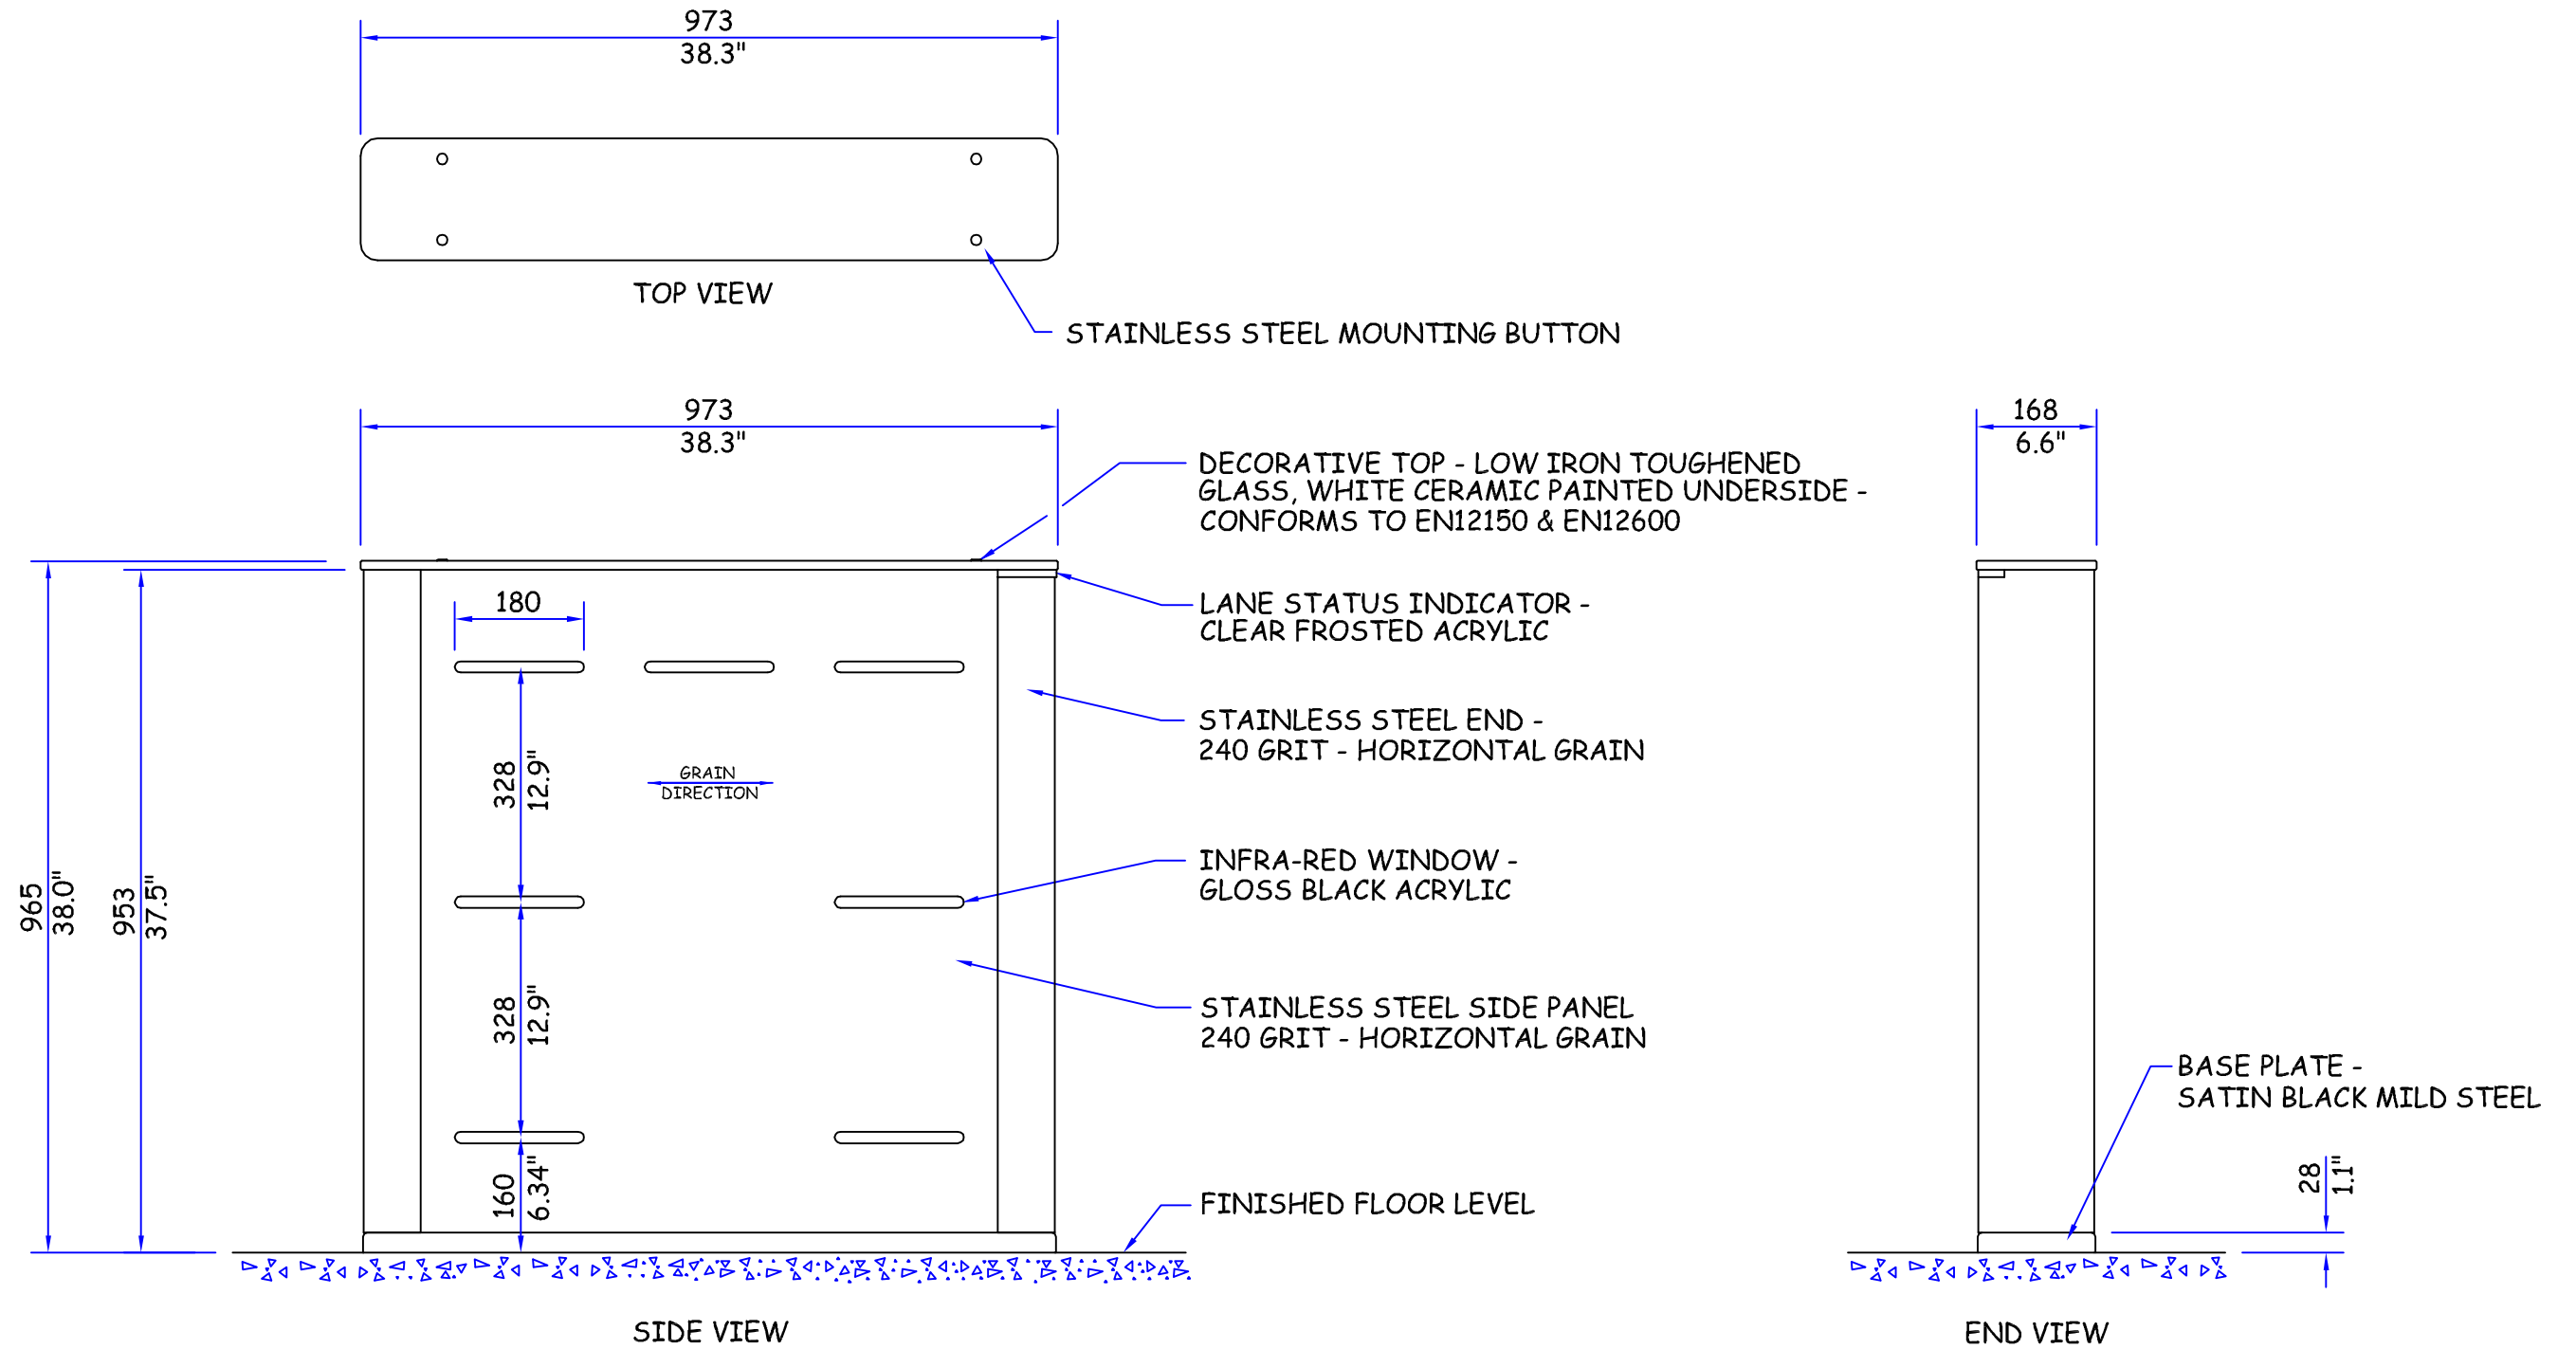 973
38.3"
TOP VIEW
STAINLESS STEEL MOUNTING BUTTON
973
38.3"
168
6.6"
DECORATIVE TOP - LOW IRON TOUGHENED
GLASS, WHITE CERAMIC PAINTED UNDERSIDE -
CONFORMS TO EN12150 & EN12600
180
LANE STATUS INDICATOR -
CLEAR FROSTED ACRYLIC
STAINLESS STEEL END -
240 GRIT - HORIZONTAL GRAIN
328
12.9"
GRAIN
DIRECTION
INFRA-RED WINDOW -
GLOSS BLACK ACRYLIC
965
38.0"
953
37.5"
328
12.9"
STAINLESS STEEL SIDE PANEL
240 GRIT - HORIZONTAL GRAIN
BASE PLATE -
SATIN BLACK MILD STEEL
160
6.34"
28
1.1"
FINISHED FLOOR LEVEL
SIDE VIEW
END VIEW